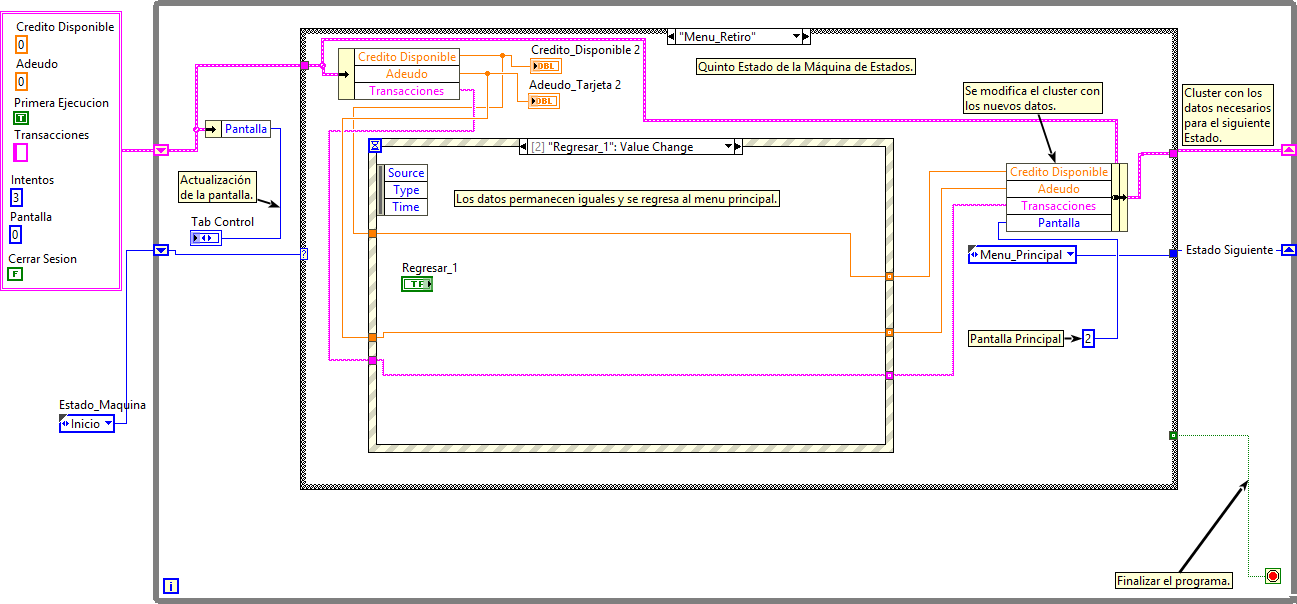 Credito Disponible
0
Adeudo
0
Primera Ejecucion
T
Transacciones
Intentos
3
Pantalla
0
Cerrar Sesion
F
Estado_Maquina
Inicio
Pantalla
Actualización
de la pantalla.
Tab Control
"Menu_Retiro"
Quinto Estado de la Máquina de Estados.
Credito Disponible
Adeudo
Transacciones
Credito_Disponible 2
DBL
Adeudo_Tarjeta 2
DBL
[2] "Regresar_1": Value Change
Source
Type
Time
Los datos permanecen iguales y se regresa al menu principal.
Regresar_1
TF
Se modifica el cluster con
los nuevos datos.
Credito Disponible
Adeudo
Transacciones
Pantalla
Menu_Principal
Pantalla Principal
2
Cluster con los
datos necesarios
para el siguiente
Estado.
Estado Siguiente
?
i
Finalizar el programa.